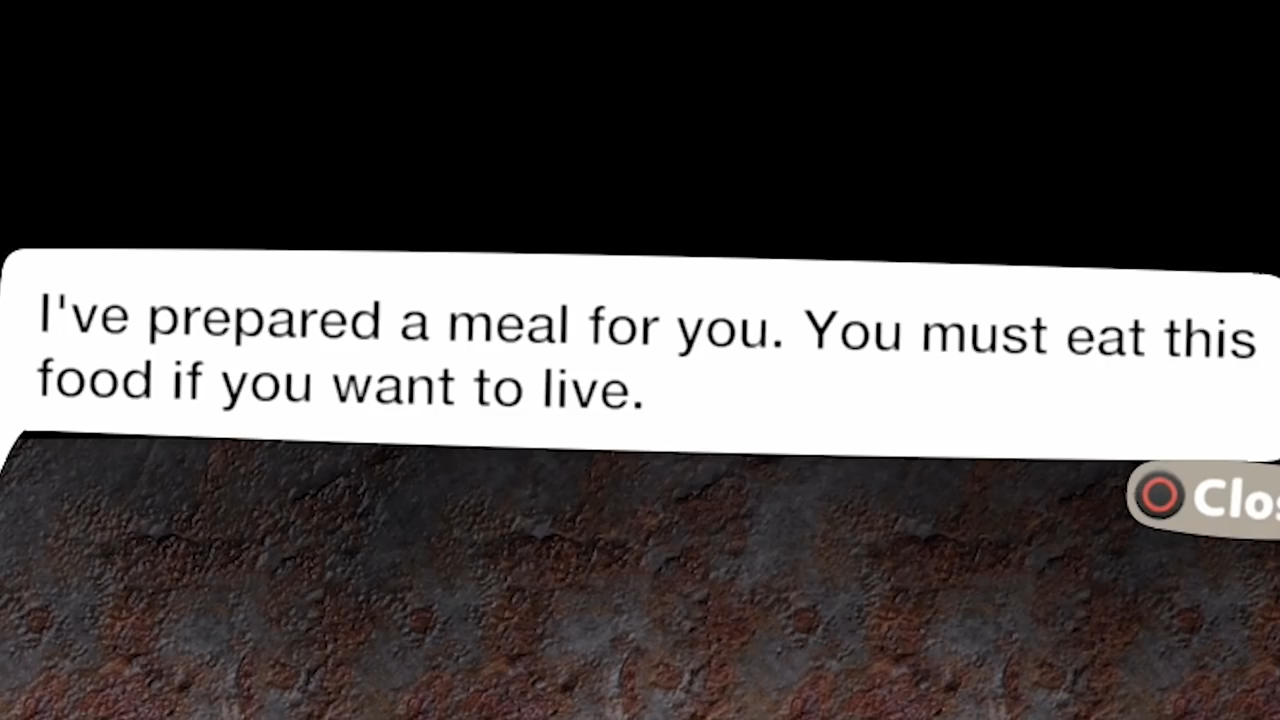 I've prepared a meal for you. You must eat this
food if you want to live.